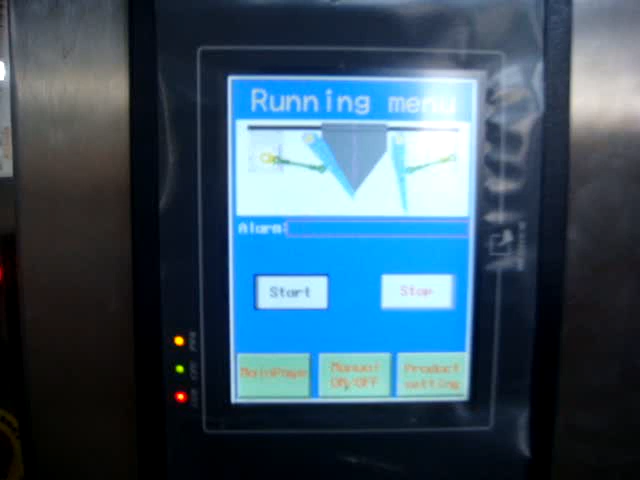 Running menu
Alarm:
Start
Stop
MainPage
Manual
ON/OFF
Product
setting